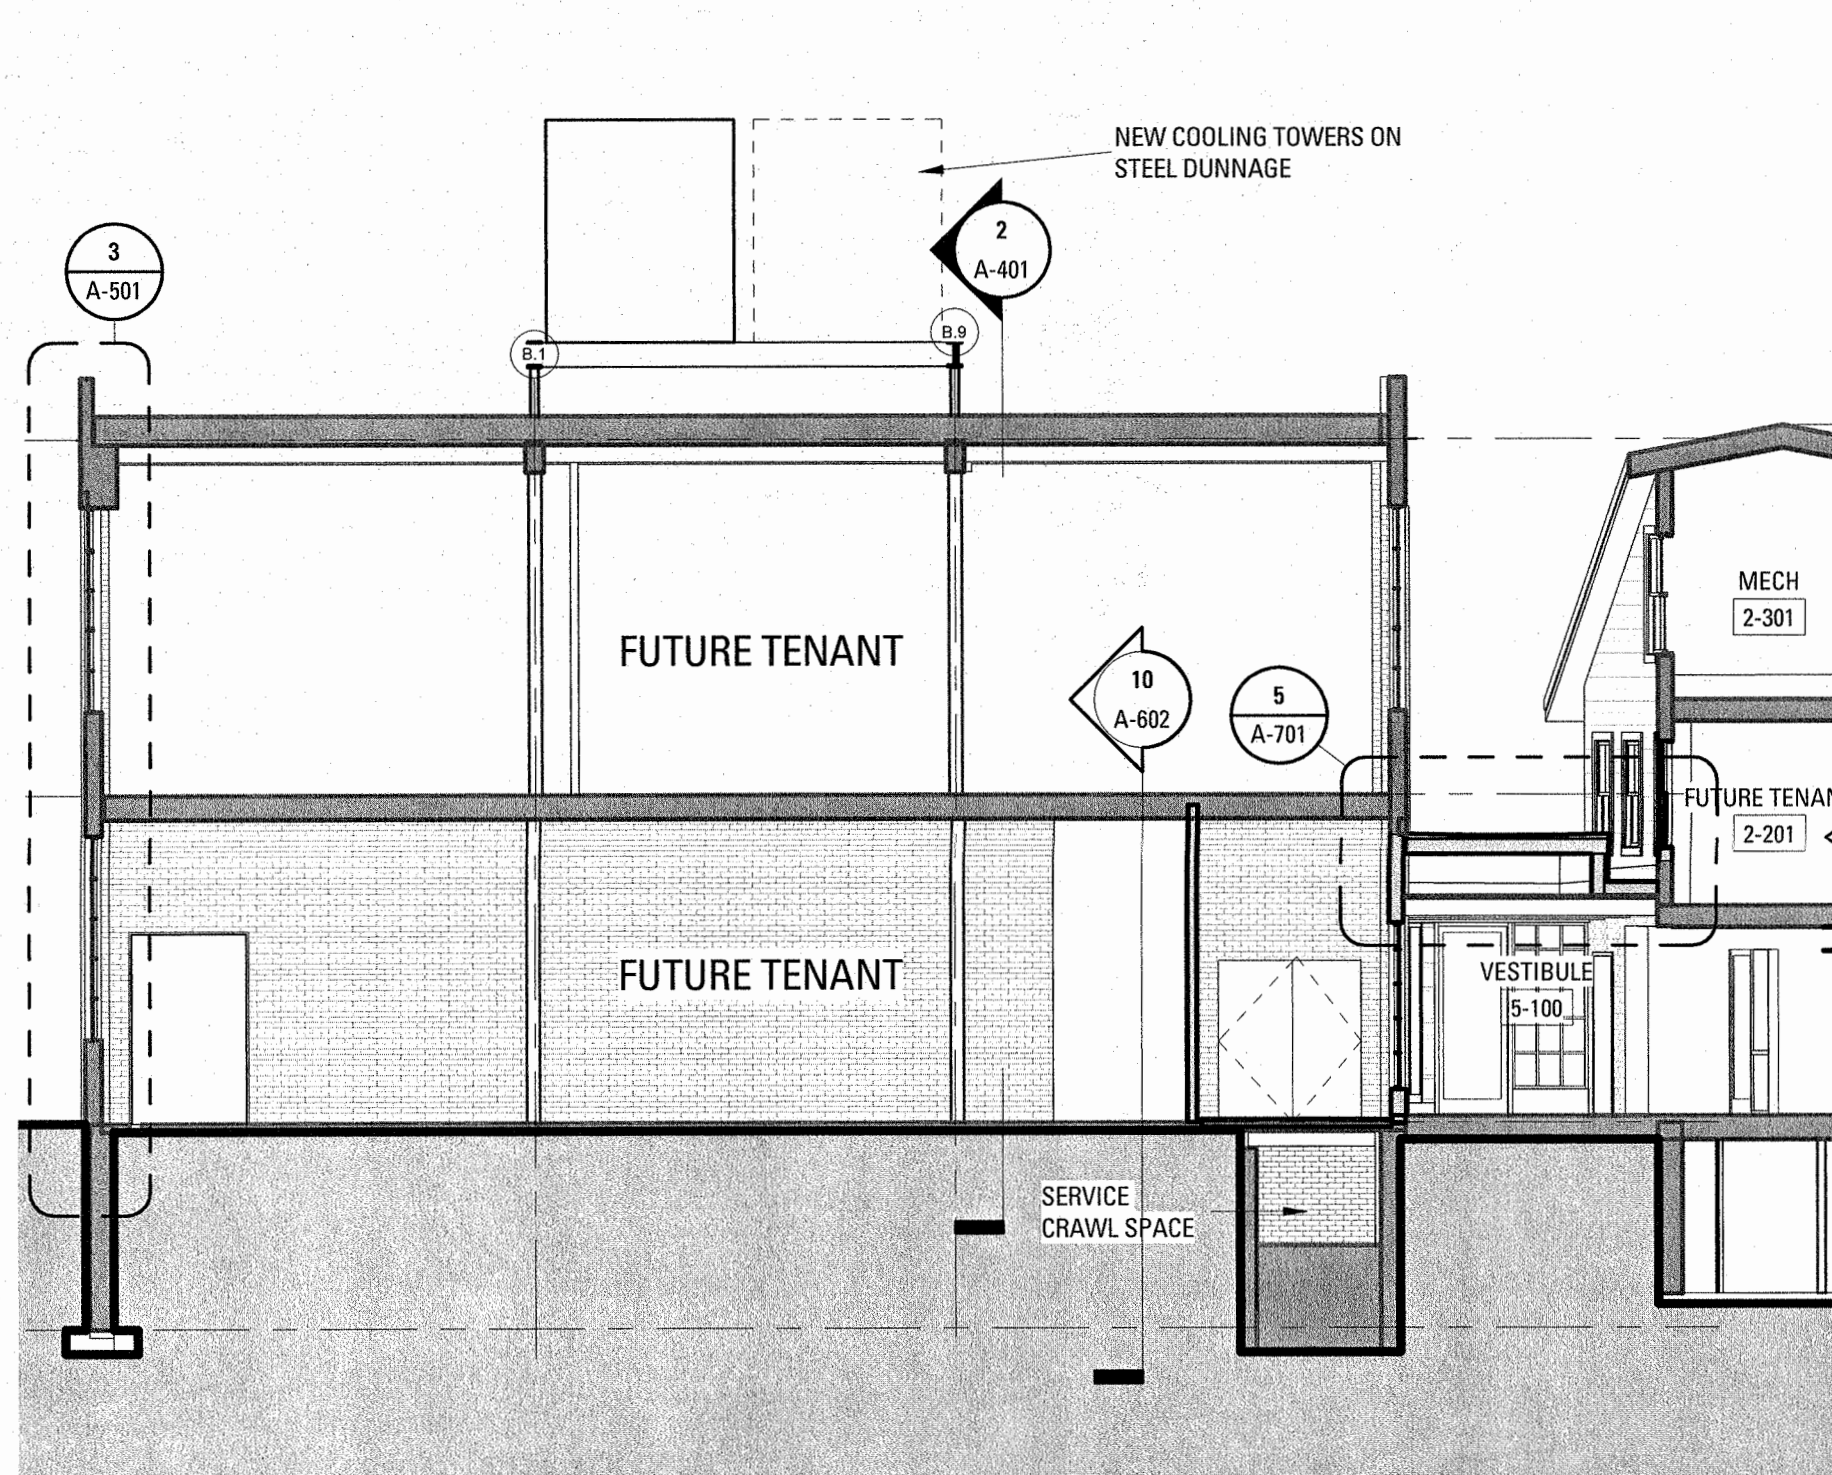 NEW COOLING TOWERS ON
STEEL DUNNAGE
3
A-501
2
A-401
B.1
B.9
MECH
2-301
FUTURE TENANT
10
A-602
5
A-701
FUTURE TENAN
2-201
FUTURE TENANT
VESTIBULE
5-100
SERVICE
CRAWL SPACE